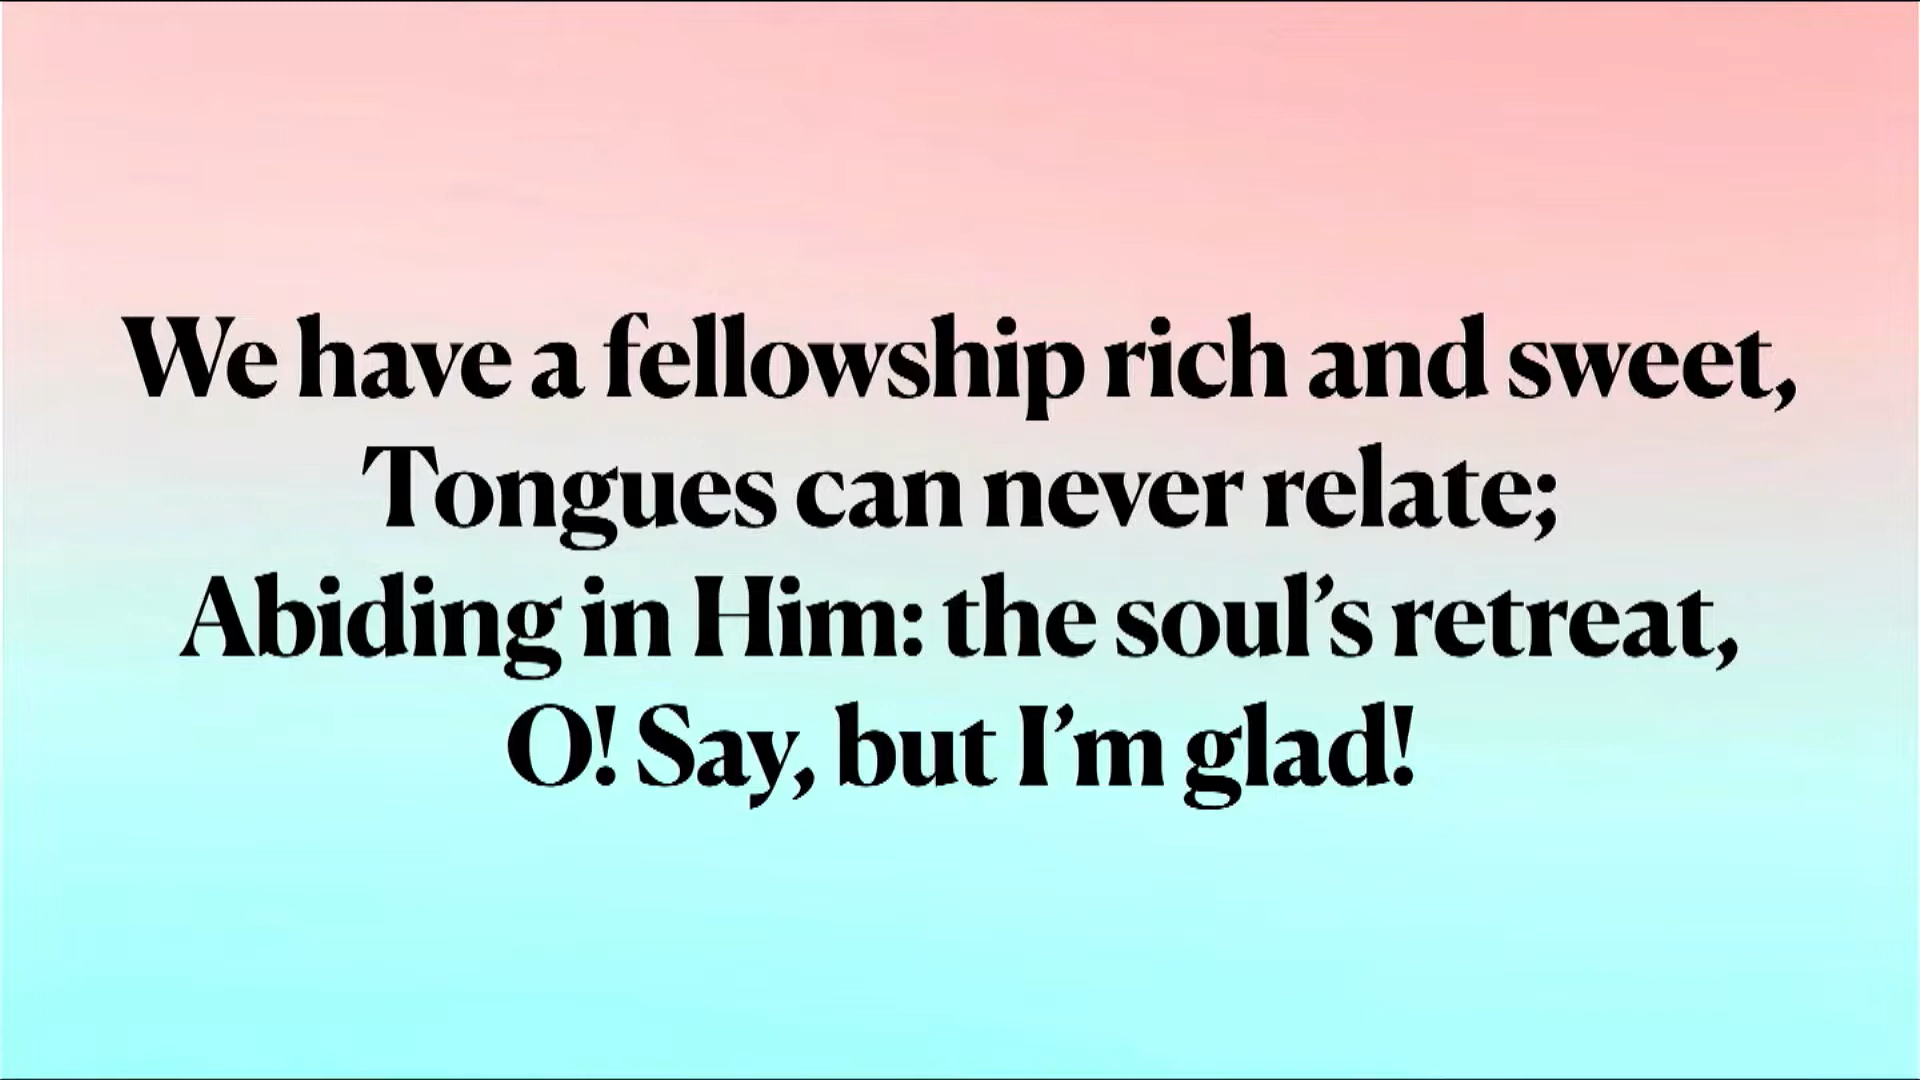 We have a fellowship rich and sweet,
Tongues can never relate;
Abiding in Him: the soul’s retreat,
O! Say, but I’m glad!